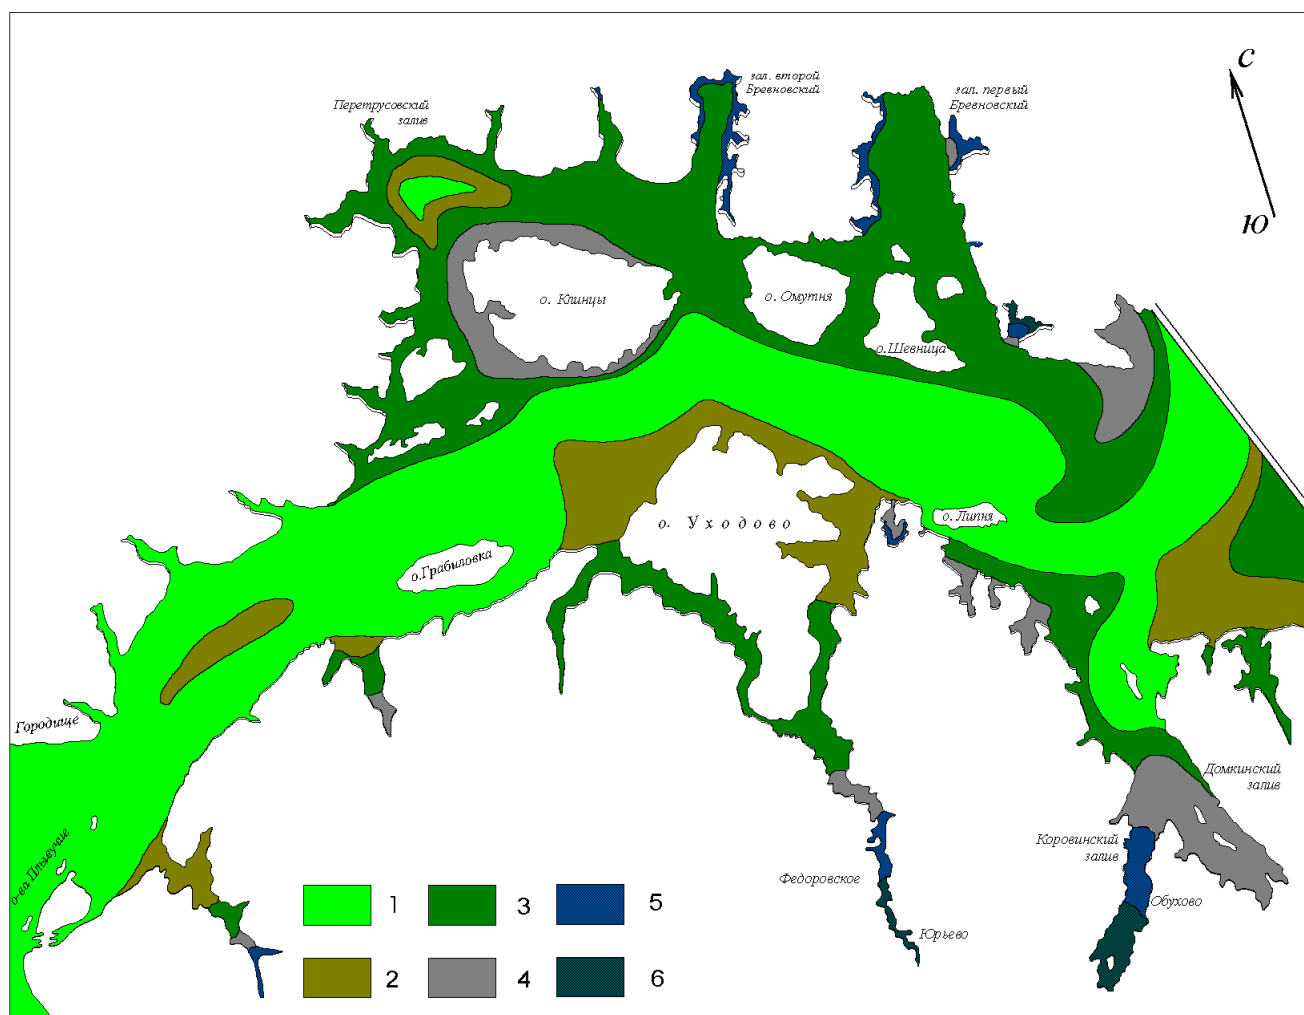 С
Ю
зал. второй
Бревновский
зал. первый
Бревновский
Перетрусовский
залив
о. Клинцы
о. Омутня
о.Шевница
о. Уходово
о. Липня
о.Грабиловка
Городище
о-ва Плывучие
Домкинский
залив
Коровинский
залив
Обухово
Федоровское
Юрьево
1
3
5
2
4
6